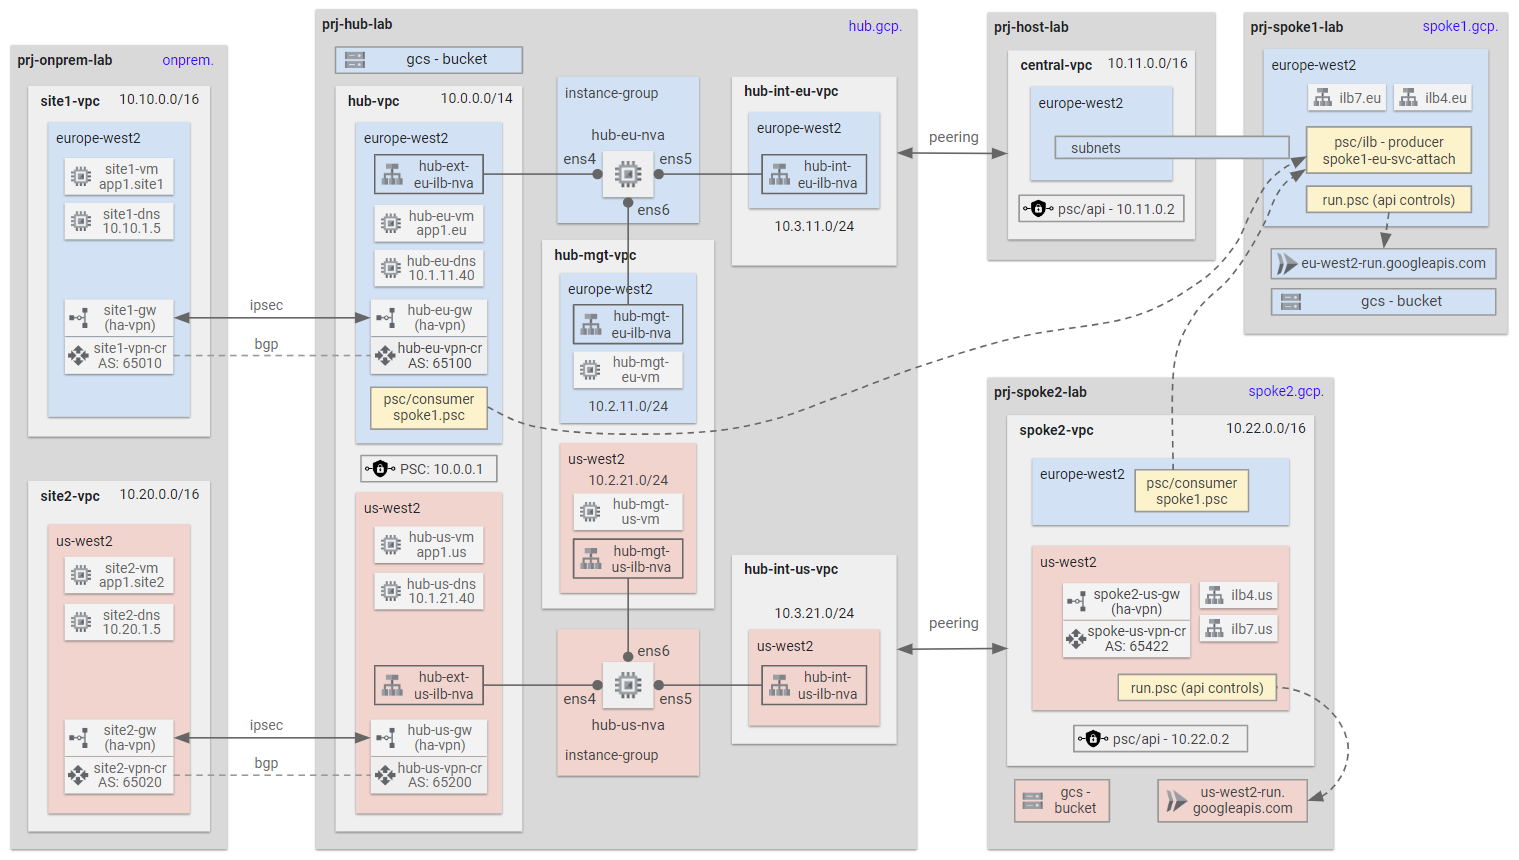 prj-onprem-lab
onprem.
site1-vpc
10.10.0.0/16
europe-west2
site1-vm
app1.site1
site1-dns
10.10.1.5
site1-gw
(ha-vpn)
site1-vpn-cr
AS: 65010
site2-vpc
10.20.0.0/16
us-west2
site2-vm
app1.site2
site2-dns
10.20.1.5
site2-gw
(ha-vpn)
site2-vpn-cr
AS: 65020
ipsec
bgp
ipsec
bgp
prj-hub-lab
hub.gcp.
gcs - bucket
hub-vpc
10.0.0.0/14
europe-west2
hub-ext-
eu-ilb-nva
hub-eu-vm
app1.eu
hub-eu-dns
10.1.11.40
hub-eu-gw
(ha-vpn)
hub-eu-vpn-cr
AS: 65100
psc/consumer
spoke1.psc
PSC: 10.0.0.1
us-west2
hub-us-vm
app1.us
hub-us-dns
10.1.21.40
hub-ext-
us-ilb-nva
hub-us-gw
(ha-vpn)
hub-us-vpn-cr
AS: 65200
instance-group
hub-eu-nva
ens4
ens5
ens6
hub-mgt-vpc
europe-west2
hub-mgt-
eu-ilb-nva
hub-mgt-
eu-vm
10.2.11.0/24
us-west2
10.2.21.0/24
hub-mgt-
us-vm
hub-mgt-
us-ilb-nva
ens6
ens4
ens5
hub-us-nva
instance-group
hub-int-eu-vpc
europe-west2
hub-int-
eu-ilb-nva
10.3.11.0/24
hub-int-us-vpc
10.3.21.0/24
us-west2
hub-int-
us-ilb-nva
peering
peering
prj-host-lab
central-vpc
10.11.0.0/16
europe-west2
subnets
psc/api - 10.11.0.2
prj-spoke1-lab
spoke1.gcp.
europe-west2
ilb7.eu
ilb4.eu
psc/ilb - producer
spoke1-eu-svc-attach
run.psc (api controls)
eu-west2-run.googleapis.com
gcs - bucket
prj-spoke2-lab
spoke2.gcp.
spoke2-vpc
10.22.0.0/16
europe-west2
psc/consumer
spoke1.psc
us-west2
spoke2-us-gw
(ha-vpn)
spoke-us-vpn-cr
AS: 65422
ilb4.us
ilb7.us
run.psc (api controls)
psc/api - 10.22.0.2
gcs -
bucket
us-west2-run.
googleapis.com